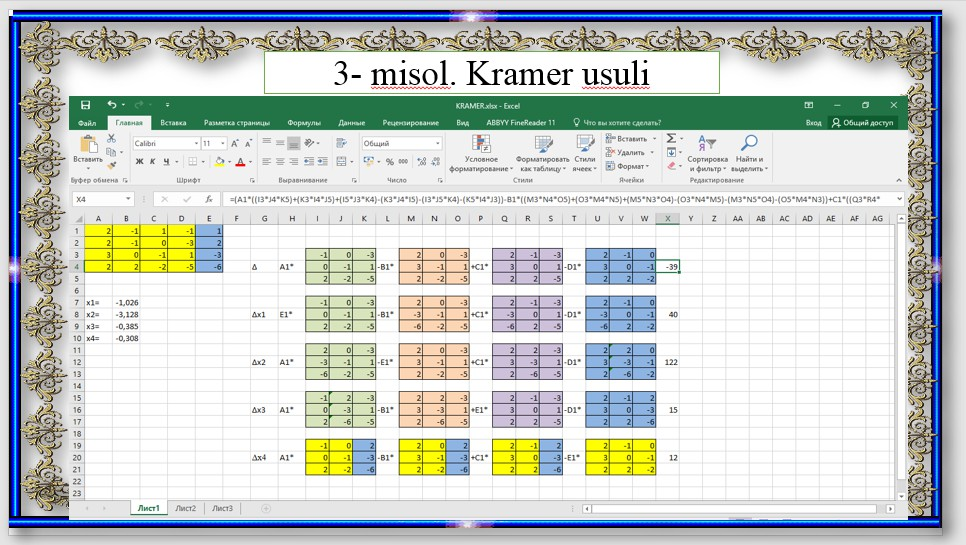 3- misol. Kramer usuli
KRAMER.xlsx - Excel
Файл Главная Вставка Разметка страницы Формулы Данные Рецензирование Вид ABBYY FineReader 11 Что вы хотите сделать? Вход Общий доступ
Вставить Calibri 11 Общий Условное форматирование Форматировать как таблицу Стили ячеек Вставить Удалить Формат Сортировка и фильтр Найти и выделить
Буфер обмена Шрифт Выравнивание Число Стили Ячейки Редактирование
X4 fx =(A1*((I3*J4*K5)+(K3*I4*J5)+(I5*J3*K4)-(K3*J4*I5)-(I3*J5*K4)-(K5*I4*J3))-B1*((M3*N4*O5)+(O3*M4*N5)+(M5*N3*O4)-(O3*N4*M5)-(M3*N5*O4)-(O5*M4*N3))+C1*((Q3*R4*
A B C D E F G H I J K L M N O P Q R S T U V W X Y Z AA AB AC AD AE AF AG
1 2 -1 1 -1 1
2 2 -1 0 -3 2
3 3 0 -1 1 -3 -1 0 -3 2 0 -3 2 -1 -3 2 -1 0
4 2 2 -2 -5 -6 Δ A1* 0 -1 1 -B1* 3 -1 1 +C1* 3 0 1 -D1* 3 0 -1 -39
5 2 -2 -5 2 -2 -5 2 2 -5 2 2 -2
6
7 x1= -1,026 -1 0 -3 2 0 -3 2 -1 -3 2 -1 0
8 x2= -3,128 Δx1 E1* 0 -1 1 -B1* -3 -1 1 +C1* -3 0 1 -D1* -3 0 -1 40
9 x3= -0,385 2 -2 -5 -6 -2 -5 -6 2 -5 -6 2 -2
10 x4= -0,308
11 2 0 -3 2 0 -3 2 2 -3 2 2 0
12 Δx2 A1* -3 -1 1 -E1* 3 -1 1 +C1* 3 -3 1 -D1* 3 -3 -1 122
13 -6 -2 -5 2 -2 -5 2 -6 -5 2 -6 -2
14
15 -1 2 -3 2 2 -3 2 -1 -3 2 -1 2
16 Δx3 A1* 0 -3 1 -B1* 3 -3 1 +E1* 3 0 1 -D1* 3 0 -3 15
17 2 -6 -5 2 -6 -5 2 2 -5 2 2 -6
18
19 -1 0 2 2 0 2 2 -1 2 2 -1 0
20 Δx4 A1* 0 -1 -3 -B1* 3 -1 -3 +C1* 3 0 -3 -E1* 3 0 -1 12
21 2 -2 -6 2 -2 -6 2 2 -6 2 2 -2
22
23
Лист1 Лист2 Лист3